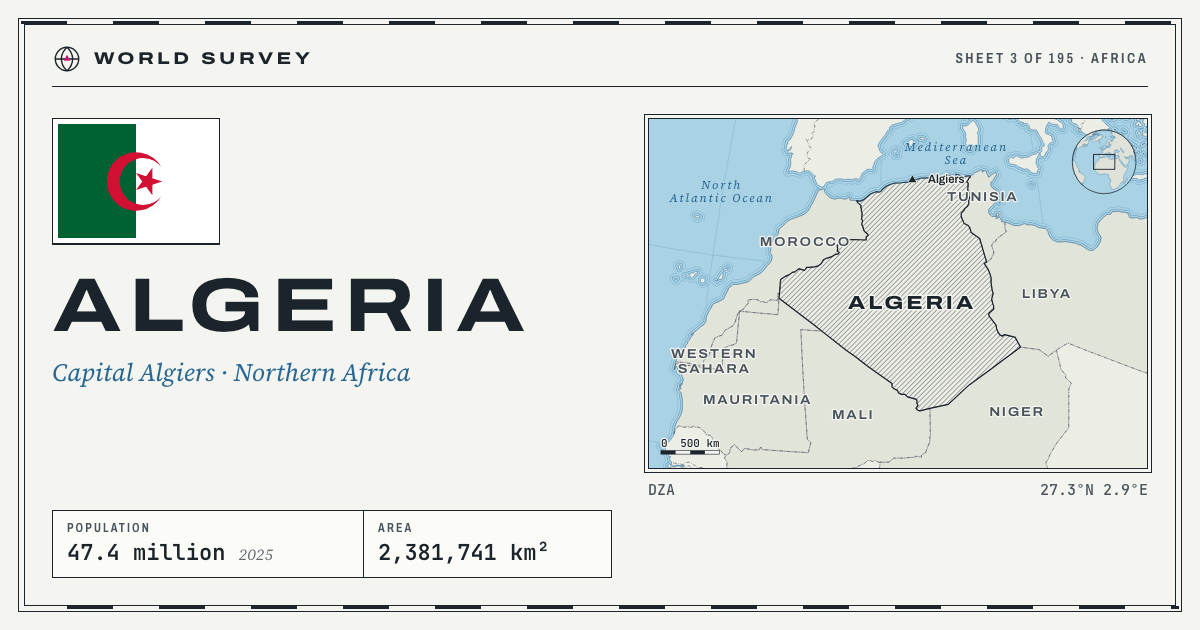 WORLD SURVEY
SHEET 3 OF 195 · AFRICA
ALGERIA
Capital Algiers · Northern Africa
POPULATION
47.4 million 2025
AREA
2,381,741 km²
Mediterranean
Sea
Algiers
North
Atlantic Ocean
TUNISIA
MOROCCO
LIBYA
ALGERIA
WESTERN
SAHARA
MAURITANIA
MALI
NIGER
0 500 km
DZA
27.3°N 2.9°E